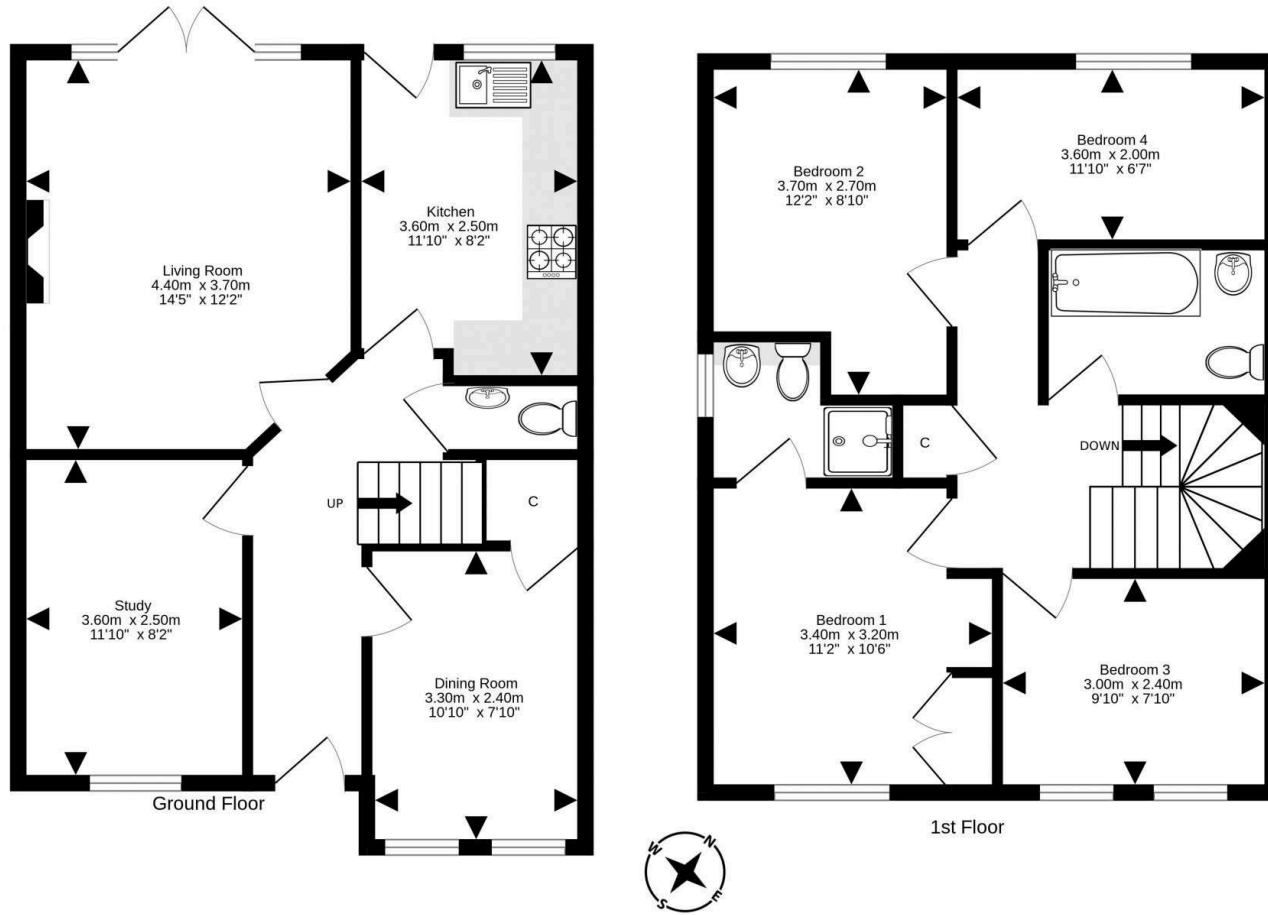 Living Room
4.40m x 3.70m
14'5" x 12'2"
Kitchen
3.60m x 2.50m
11'10" x 8'2"
UP
C
Study
3.60m x 2.50m
11'10" x 8'2"
Dining Room
3.30m x 2.40m
10'10" x 7'10"
Ground Floor
Bedroom 2
3.70m x 2.70m
12'2" x 8'10"
Bedroom 4
3.60m x 2.00m
11'10" x 6'7"
C
DOWN
Bedroom 1
3.40m x 3.20m
11'2" x 10'6"
Bedroom 3
3.00m x 2.40m
9'10" x 7'10"
1st Floor
N
W
E
S